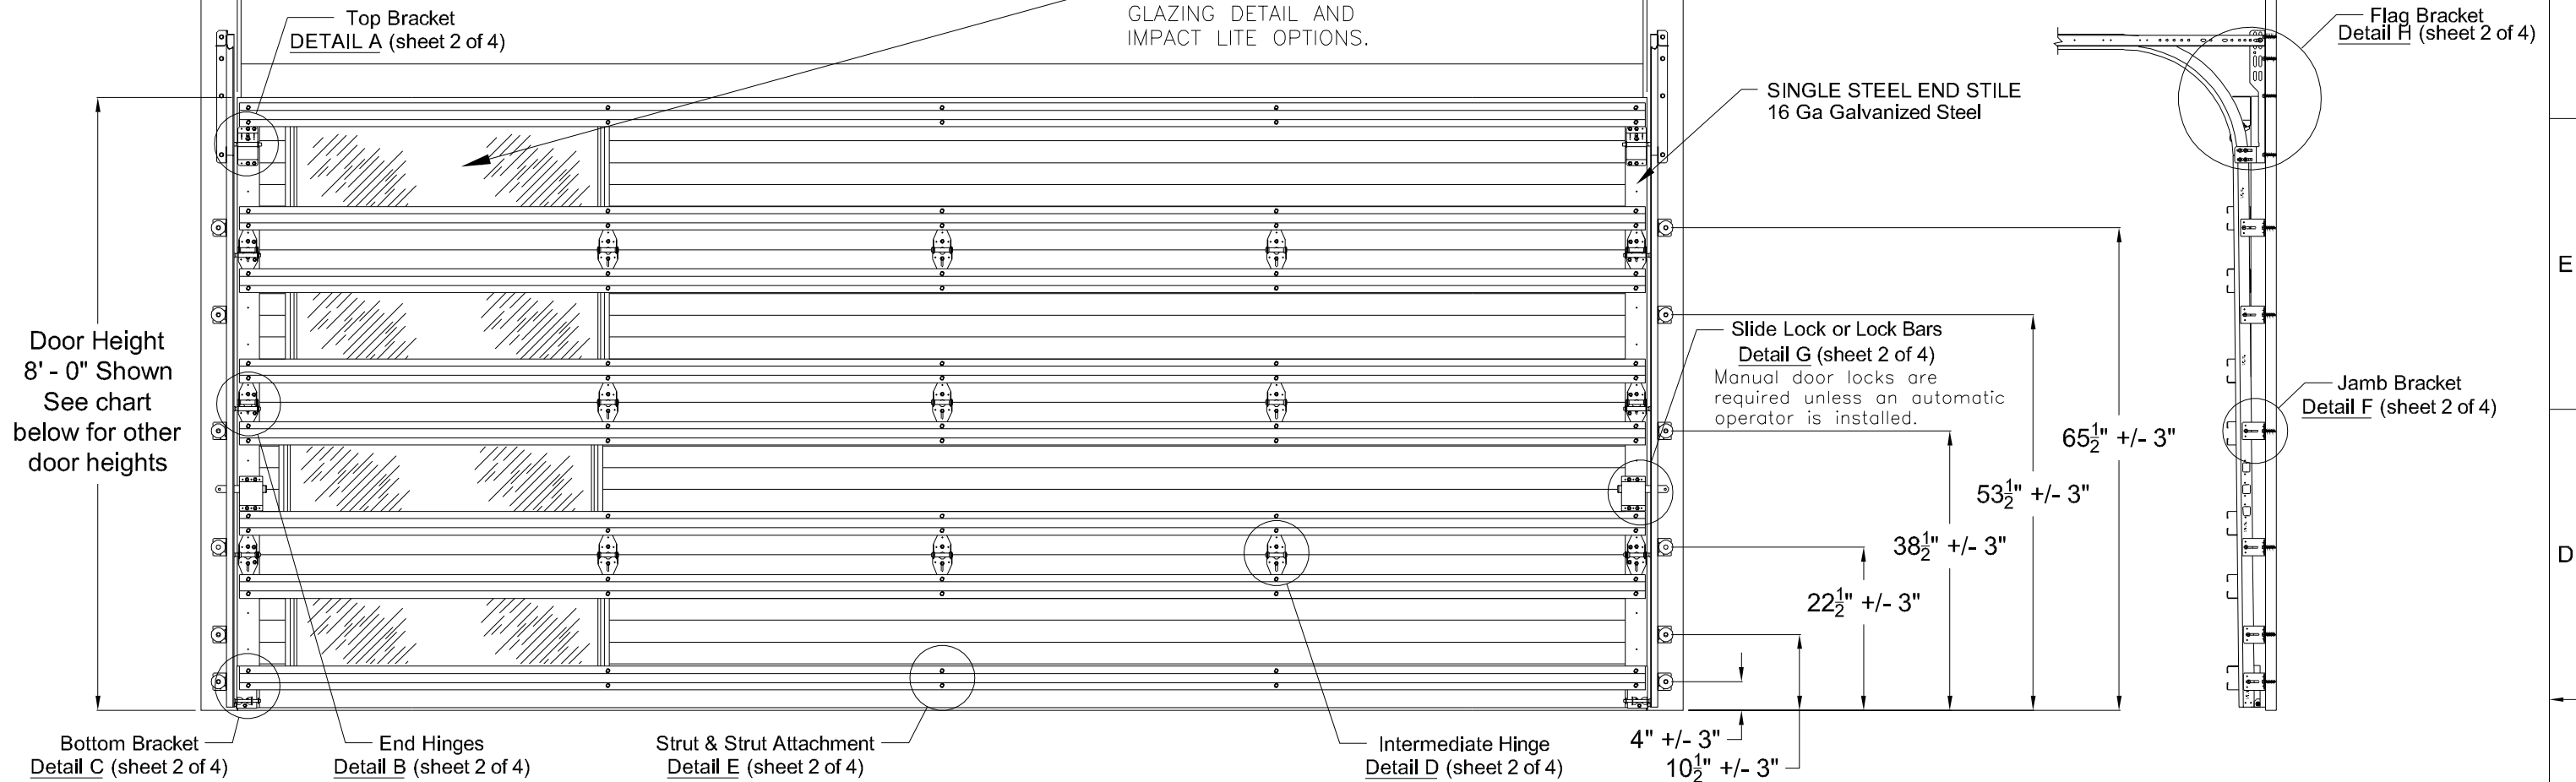 Top Bracket
DETAIL A (sheet 2 of 4)
GLAZING DETAIL AND
IMPACT LITE OPTIONS.
Flag Bracket
Detail H (sheet 2 of 4)
SINGLE STEEL END STILE
16 Ga Galvanized Steel
E
Door Height
8' - 0" Shown
See chart
below for other
door heights
Slide Lock or Lock Bars
Detail G (sheet 2 of 4)
Manual door locks are
required unless an automatic
operator is installed.
Jamb Bracket
Detail F (sheet 2 of 4)
65½" +/- 3"
53½" +/- 3"
38½" +/- 3"
22½" +/- 3"
D
4" +/- 3"
10½" +/- 3"
Bottom Bracket
Detail C (sheet 2 of 4)
End Hinges
Detail B (sheet 2 of 4)
Strut & Strut Attachment
Detail E (sheet 2 of 4)
Intermediate Hinge
Detail D (sheet 2 of 4)